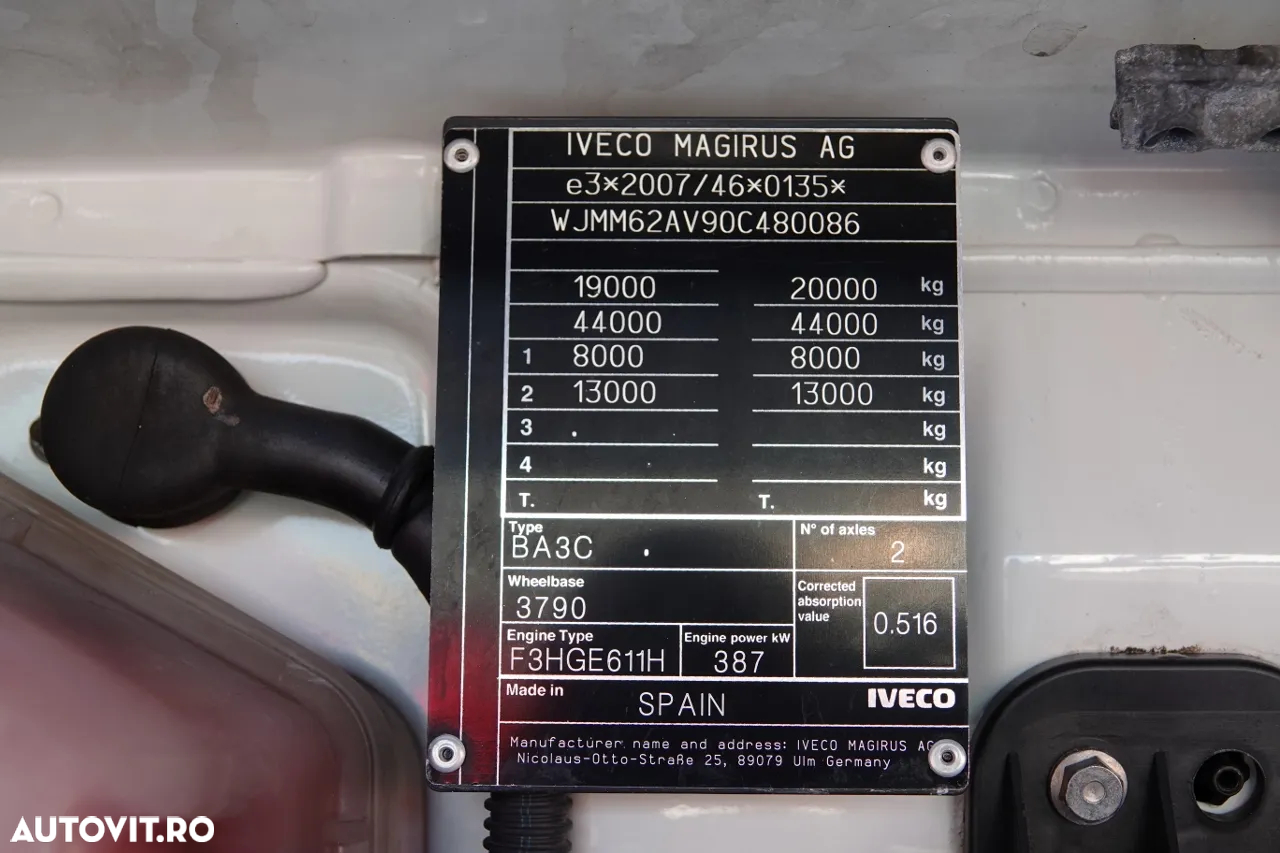 IVECO MAGIRUS AG
e3*2007/46*0135*
WJMM62AV90C480086
19000 20000 kg
44000 44000 kg
1 8000 8000 kg
2 13000 13000 kg
3 . kg
4 . kg
T. T. kg
Type N° of axles
BA3C . 2
Wheelbase
3790
Corrected
absorption
value
0.516
Engine Type Engine power kW
F3HGE611H 387
Made in SPAIN IVECO
Manufacturer name and address: IVECO MAGIRUS AG
Nicolaus-Otto-Straße 25, 89079 Ulm Germany
AUTOVIT.RO